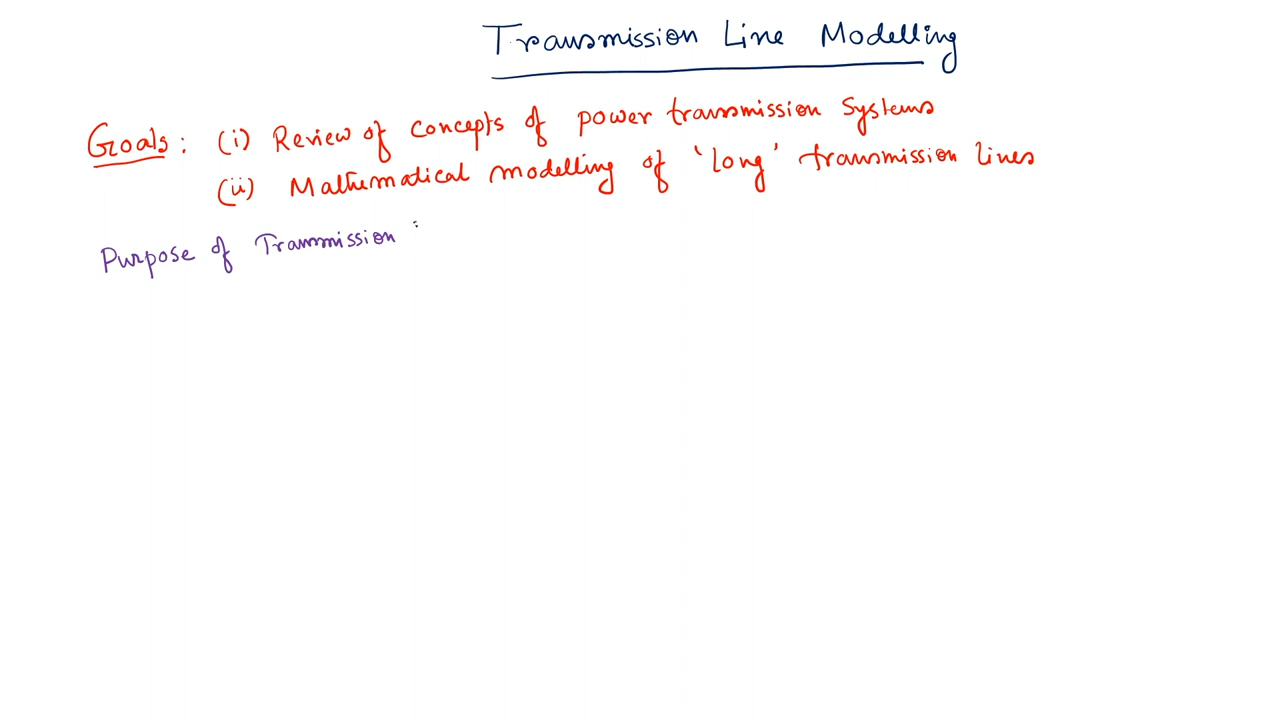 Transmission Line Modelling
Goals: (i) Review of concepts of power transmission systems
(ii) Mathematical modelling of 'long' transmission lines
Purpose of Transmission :